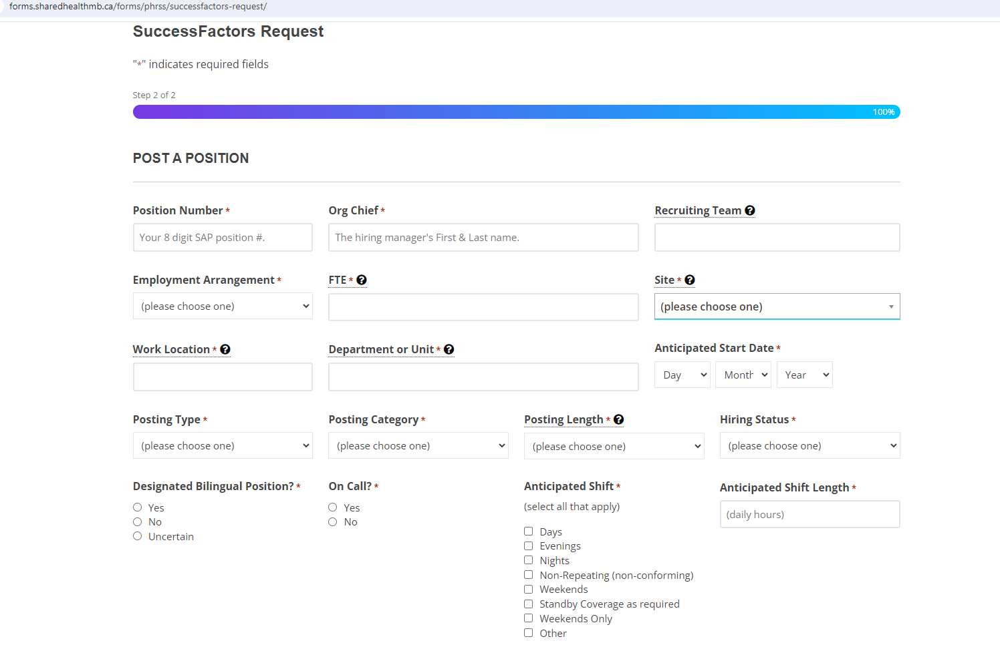 forms.sharedhealthmb.ca/forms/phrss/successfactors-request/
SuccessFactors Request
"*" indicates required fields
Step 2 of 2
100%
POST A POSITION
Position Number * Org Chief * Recruiting Team ?
Your 8 digit SAP position #. The hiring manager's First & Last name.
Employment Arrangement * FTE * ? Site * ?
(please choose one) (please choose one)
Work Location * ? Department or Unit * ? Anticipated Start Date *
Day Month Year
Posting Type * Posting Category * Posting Length * ? Hiring Status *
(please choose one) (please choose one) (please choose one) (please choose one)
Designated Bilingual Position? * On Call? * Anticipated Shift * Anticipated Shift Length *
Yes Yes (select all that apply) (daily hours)
No No
Uncertain Days
Evenings
Nights
Non-Repeating (non-conforming)
Weekends
Standby Coverage as required
Weekends Only
Other